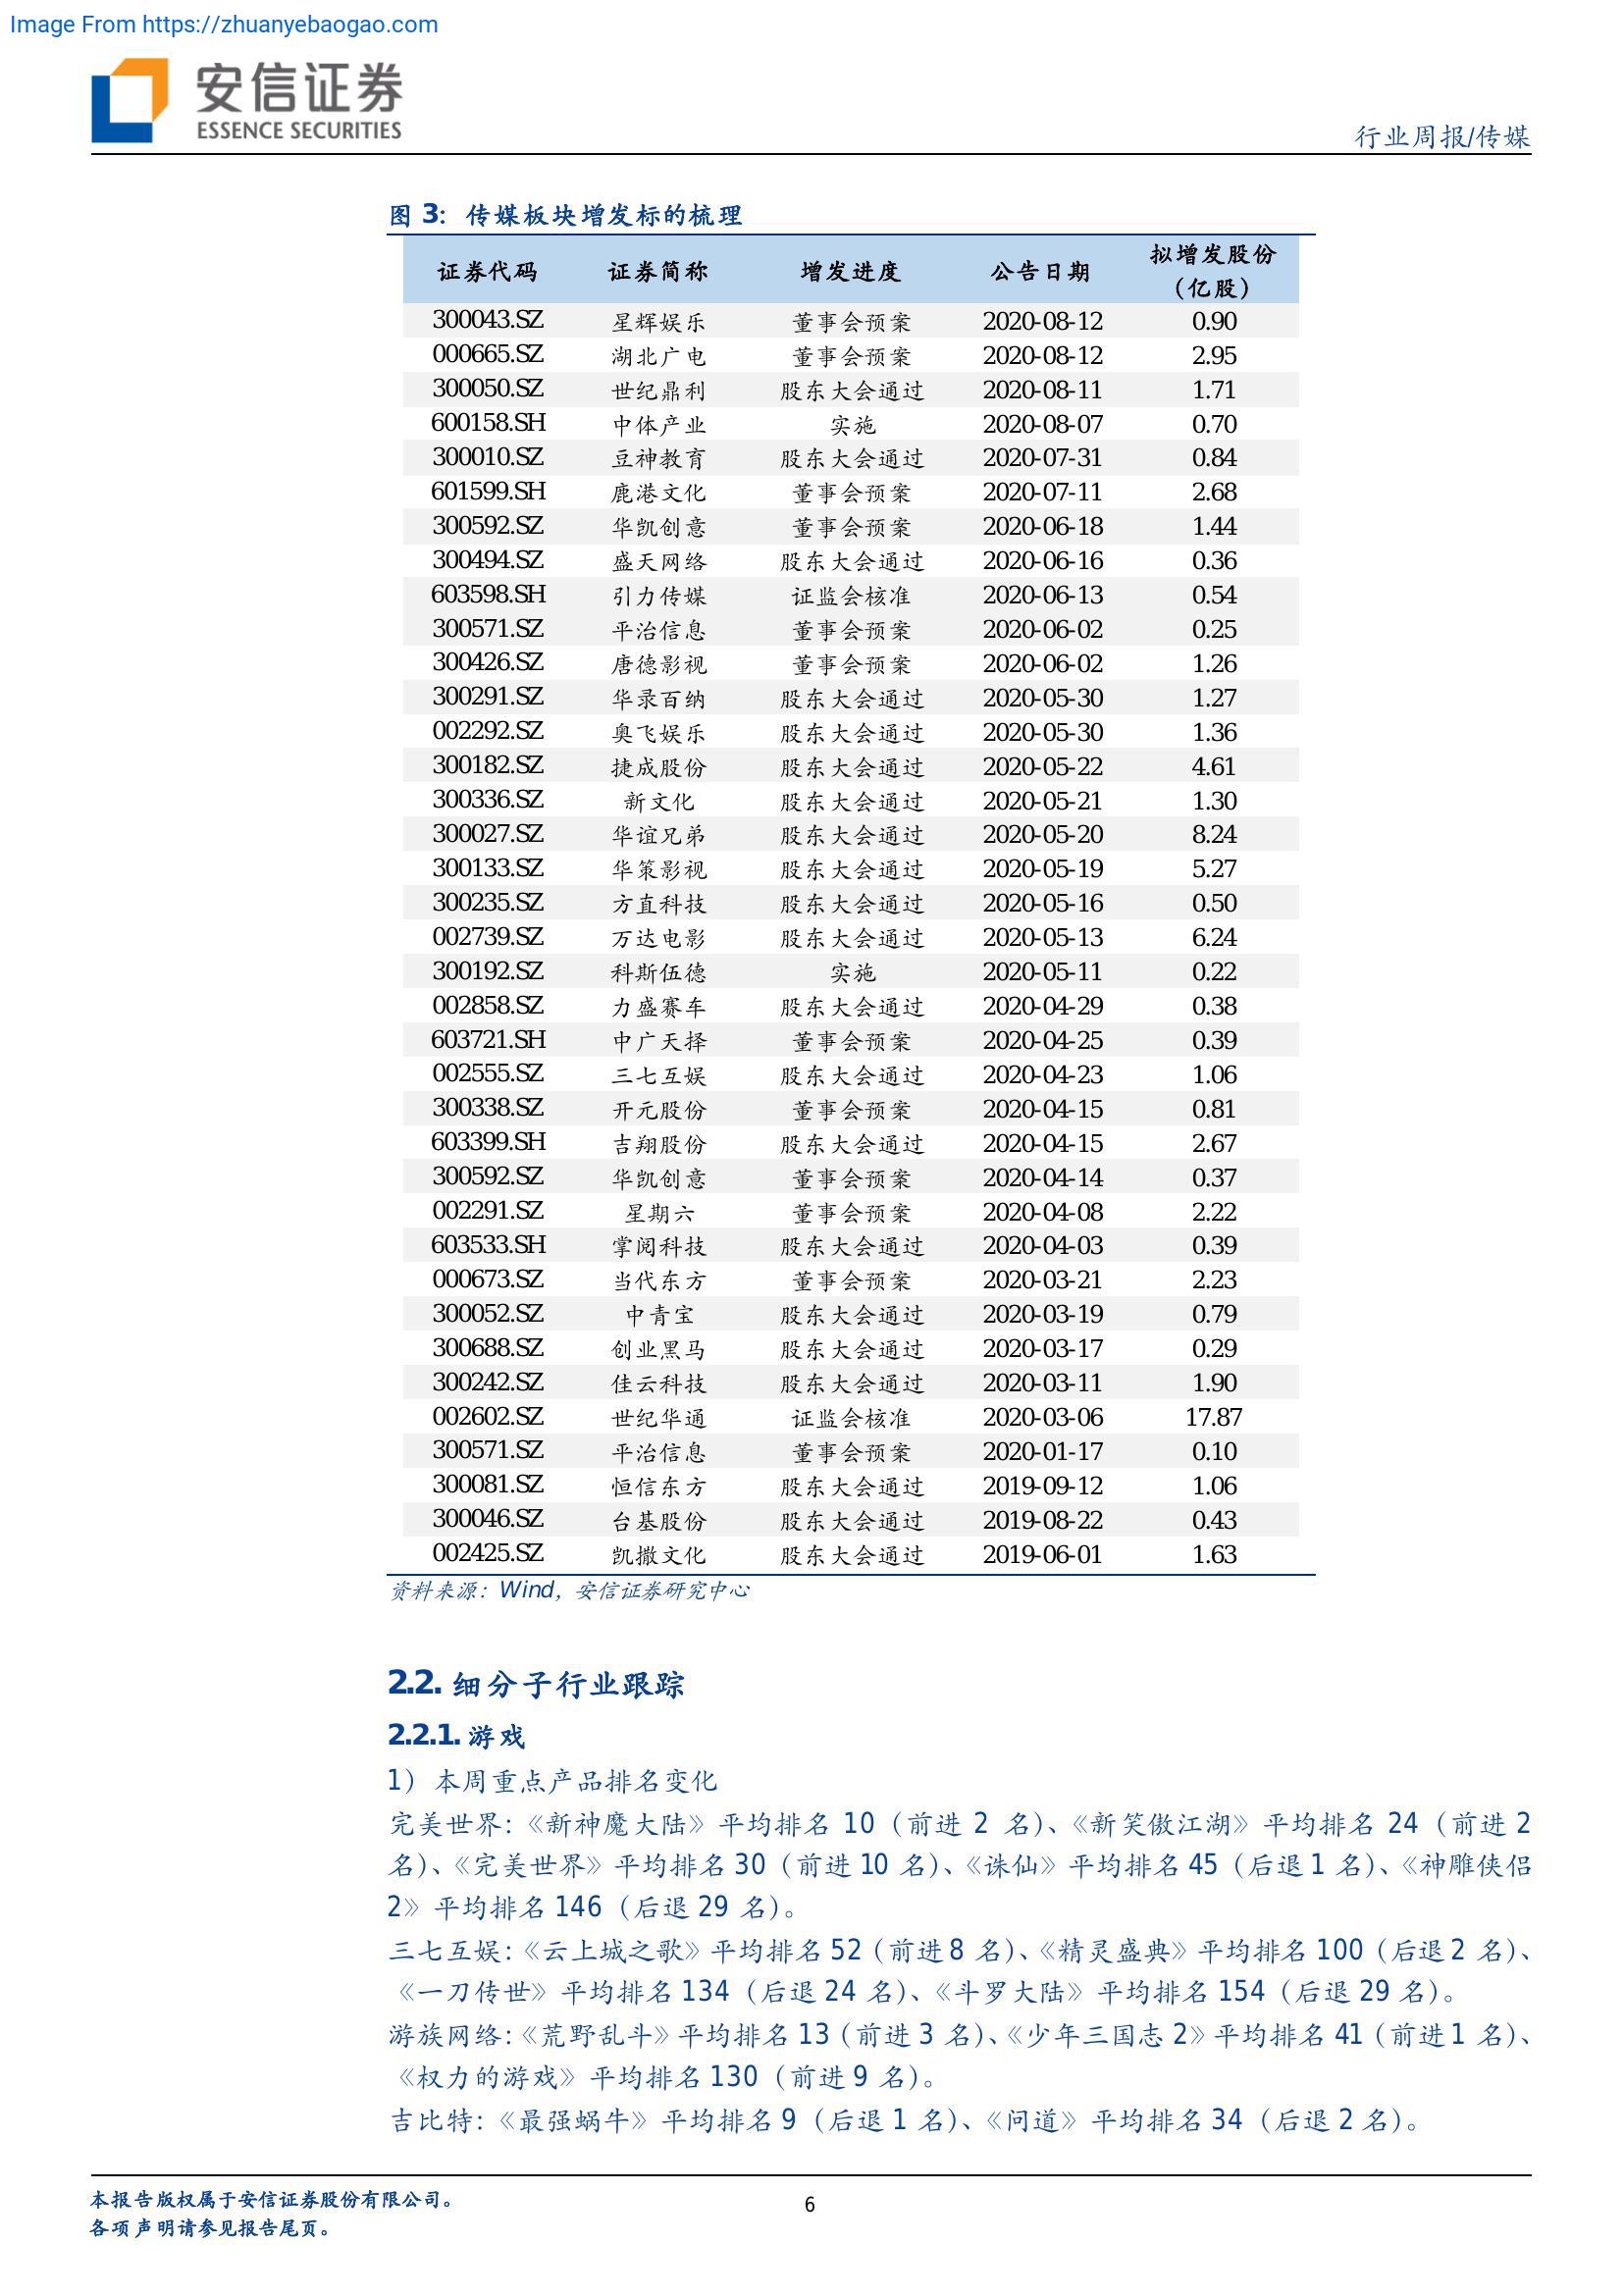 Image From https://zhuanyebaogao.com
安信证券
ESSENCE SECURITIES
行业周报/传媒
图 3: 传媒板块增发标的梳理
证券代码 证券简称 增发进度 公告日期 拟增发股份(亿股)
300043.SZ 星辉娱乐 董事会预案 2020-08-12 0.90
000665.SZ 湖北广电 董事会预案 2020-08-12 2.95
300050.SZ 世纪鼎利 股东大会通过 2020-08-11 1.71
600158.SH 中体产业 实施 2020-08-07 0.70
300010.SZ 豆神教育 股东大会通过 2020-07-31 0.84
601599.SH 鹿港文化 董事会预案 2020-07-11 2.68
300592.SZ 华凯创意 董事会预案 2020-06-18 1.44
300494.SZ 盛天网络 股东大会通过 2020-06-16 0.36
603598.SH 引力传媒 证监会核准 2020-06-13 0.54
300571.SZ 平治信息 董事会预案 2020-06-02 0.25
300426.SZ 唐德影视 董事会预案 2020-06-02 1.26
300291.SZ 华录百纳 股东大会通过 2020-05-30 1.27
002292.SZ 奥飞娱乐 股东大会通过 2020-05-30 1.36
300182.SZ 捷成股份 股东大会通过 2020-05-22 4.61
300336.SZ 新文化 股东大会通过 2020-05-21 1.30
300027.SZ 华谊兄弟 股东大会通过 2020-05-20 8.24
300133.SZ 华策影视 股东大会通过 2020-05-19 5.27
300235.SZ 方直科技 股东大会通过 2020-05-16 0.50
002739.SZ 万达电影 股东大会通过 2020-05-13 6.24
300192.SZ 科斯伍德 实施 2020-05-11 0.22
002858.SZ 力盛赛车 股东大会通过 2020-04-29 0.38
603721.SH 中广天择 董事会预案 2020-04-25 0.39
002555.SZ 三七互娱 股东大会通过 2020-04-23 1.06
300338.SZ 开元股份 董事会预案 2020-04-15 0.81
603399.SH 吉翔股份 股东大会通过 2020-04-15 2.67
300592.SZ 华凯创意 董事会预案 2020-04-14 0.37
002291.SZ 星期六 董事会预案 2020-04-08 2.22
603533.SH 掌阅科技 股东大会通过 2020-04-03 0.39
000673.SZ 当代东方 董事会预案 2020-03-21 2.23
300052.SZ 中青宝 股东大会通过 2020-03-19 0.79
300688.SZ 创业黑马 股东大会通过 2020-03-17 0.29
300242.SZ 佳云科技 股东大会通过 2020-03-11 1.90
002602.SZ 世纪华通 证监会核准 2020-03-06 17.87
300571.SZ 平治信息 董事会预案 2020-01-17 0.10
300081.SZ 恒信东方 股东大会通过 2019-09-12 1.06
300046.SZ 台基股份 股东大会通过 2019-08-22 0.43
002425.SZ 凯撒文化 股东大会通过 2019-06-01 1.63
资料来源: Wind, 安信证券研究中心
2.2. 细分子行业跟踪
2.2.1. 游戏
1) 本周重点产品排名变化
完美世界:《新神魔大陆》平均排名 10 (前进 2 名)、《新笑傲江湖》平均排名 24 (前进 2
名)、《完美世界》平均排名 30 (前进 10 名)、《诛仙》平均排名 45 (后退 1 名)、《神雕侠侣
2》平均排名 146 (后退 29 名)。
三七互娱:《云上城之歌》平均排名 52 (前进 8 名)、《精灵盛典》平均排名 100 (后退 2 名)、
《一刀传世》平均排名 134 (后退 24 名)、《斗罗大陆》平均排名 154 (后退 29 名)。
游族网络:《荒野乱斗》平均排名 13 (前进 3 名)、《少年三国志 2》平均排名 41 (前进 1 名)、
《权力的游戏》平均排名 130 (前进 9 名)。
吉比特:《最强蜗牛》平均排名 9 (后退 1 名)、《问道》平均排名 34 (后退 2 名)。
本报告版权属于安信证券股份有限公司。
各项声明请参见报告尾页。
6